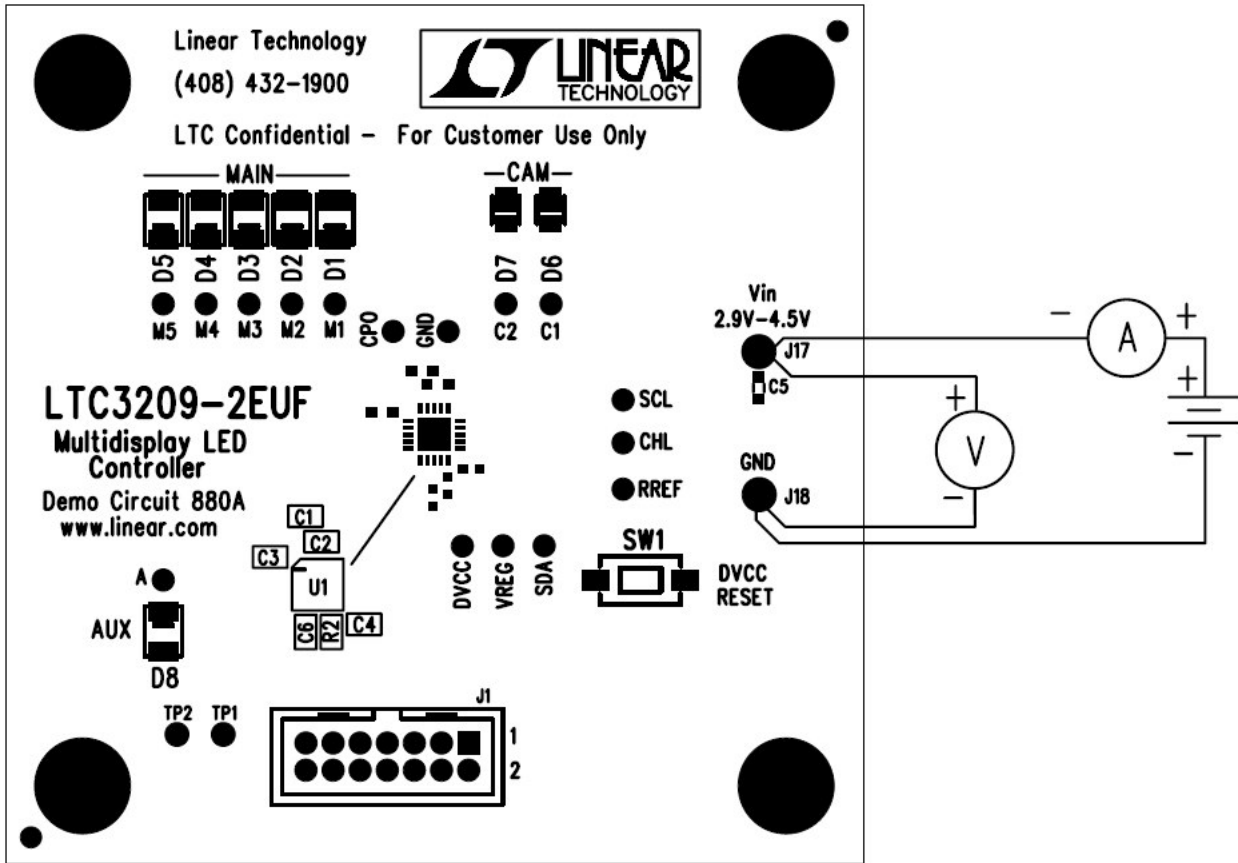 Linear Technology
(408) 432-1900
LINEAR
TECHNOLOGY
LTC Confidential - For Customer Use Only
MAIN
CAM
D5 D4 D3 D2 D1
D7 D6
M5 M4 M3 M2 M1
CPO GND
C2 C1
Vin
2.9V-4.5V
J17
C5
- A +
+
+
V
-
-
LTC3209-2EUF
Multidisplay LED
Controller
Demo Circuit 880A
www.linear.com
SCL
CHL
RREF
GND
J18
C1
C2
C3
U1
C6 R2 C4
DVCC VREG SDA
SW1
DVCC
RESET
A
AUX
D8
TP2 TP1
J1
1
2